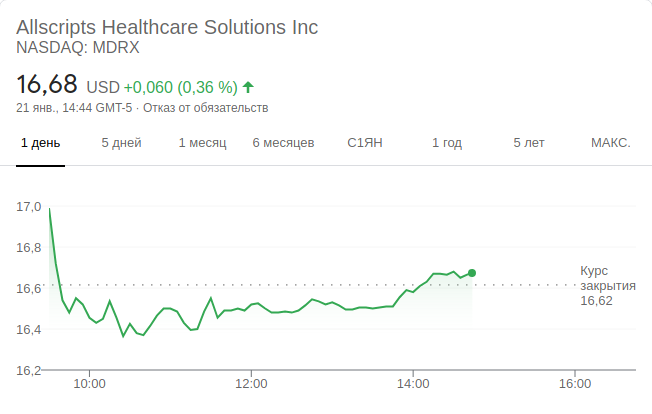 Allscripts Healthcare Solutions Inc
NASDAQ: MDRX
16,68 USD +0,060 (0,36 %)
21 янв., 14:44 GMT-5 · Отказ от обязательств
1 день 5 дней 1 месяц 6 месяцев С1ЯН 1 год 5 лет МАКС.
17,0
16,8
16,6
16,4
16,2
Курс
закрытия
16,62
10:00 12:00 14:00 16:00